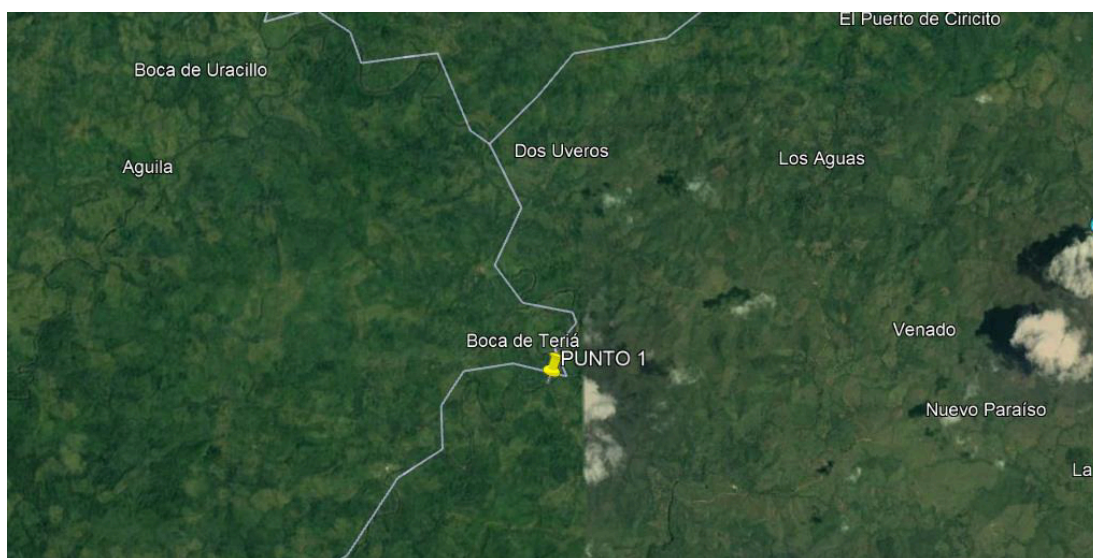 El Puerto de Ciricito
Boca de Uracillo
Dos Uveros
Los Aguas
Aguila
Venado
Boca de Teriá
PUNTO 1
Nuevo Paraíso
La